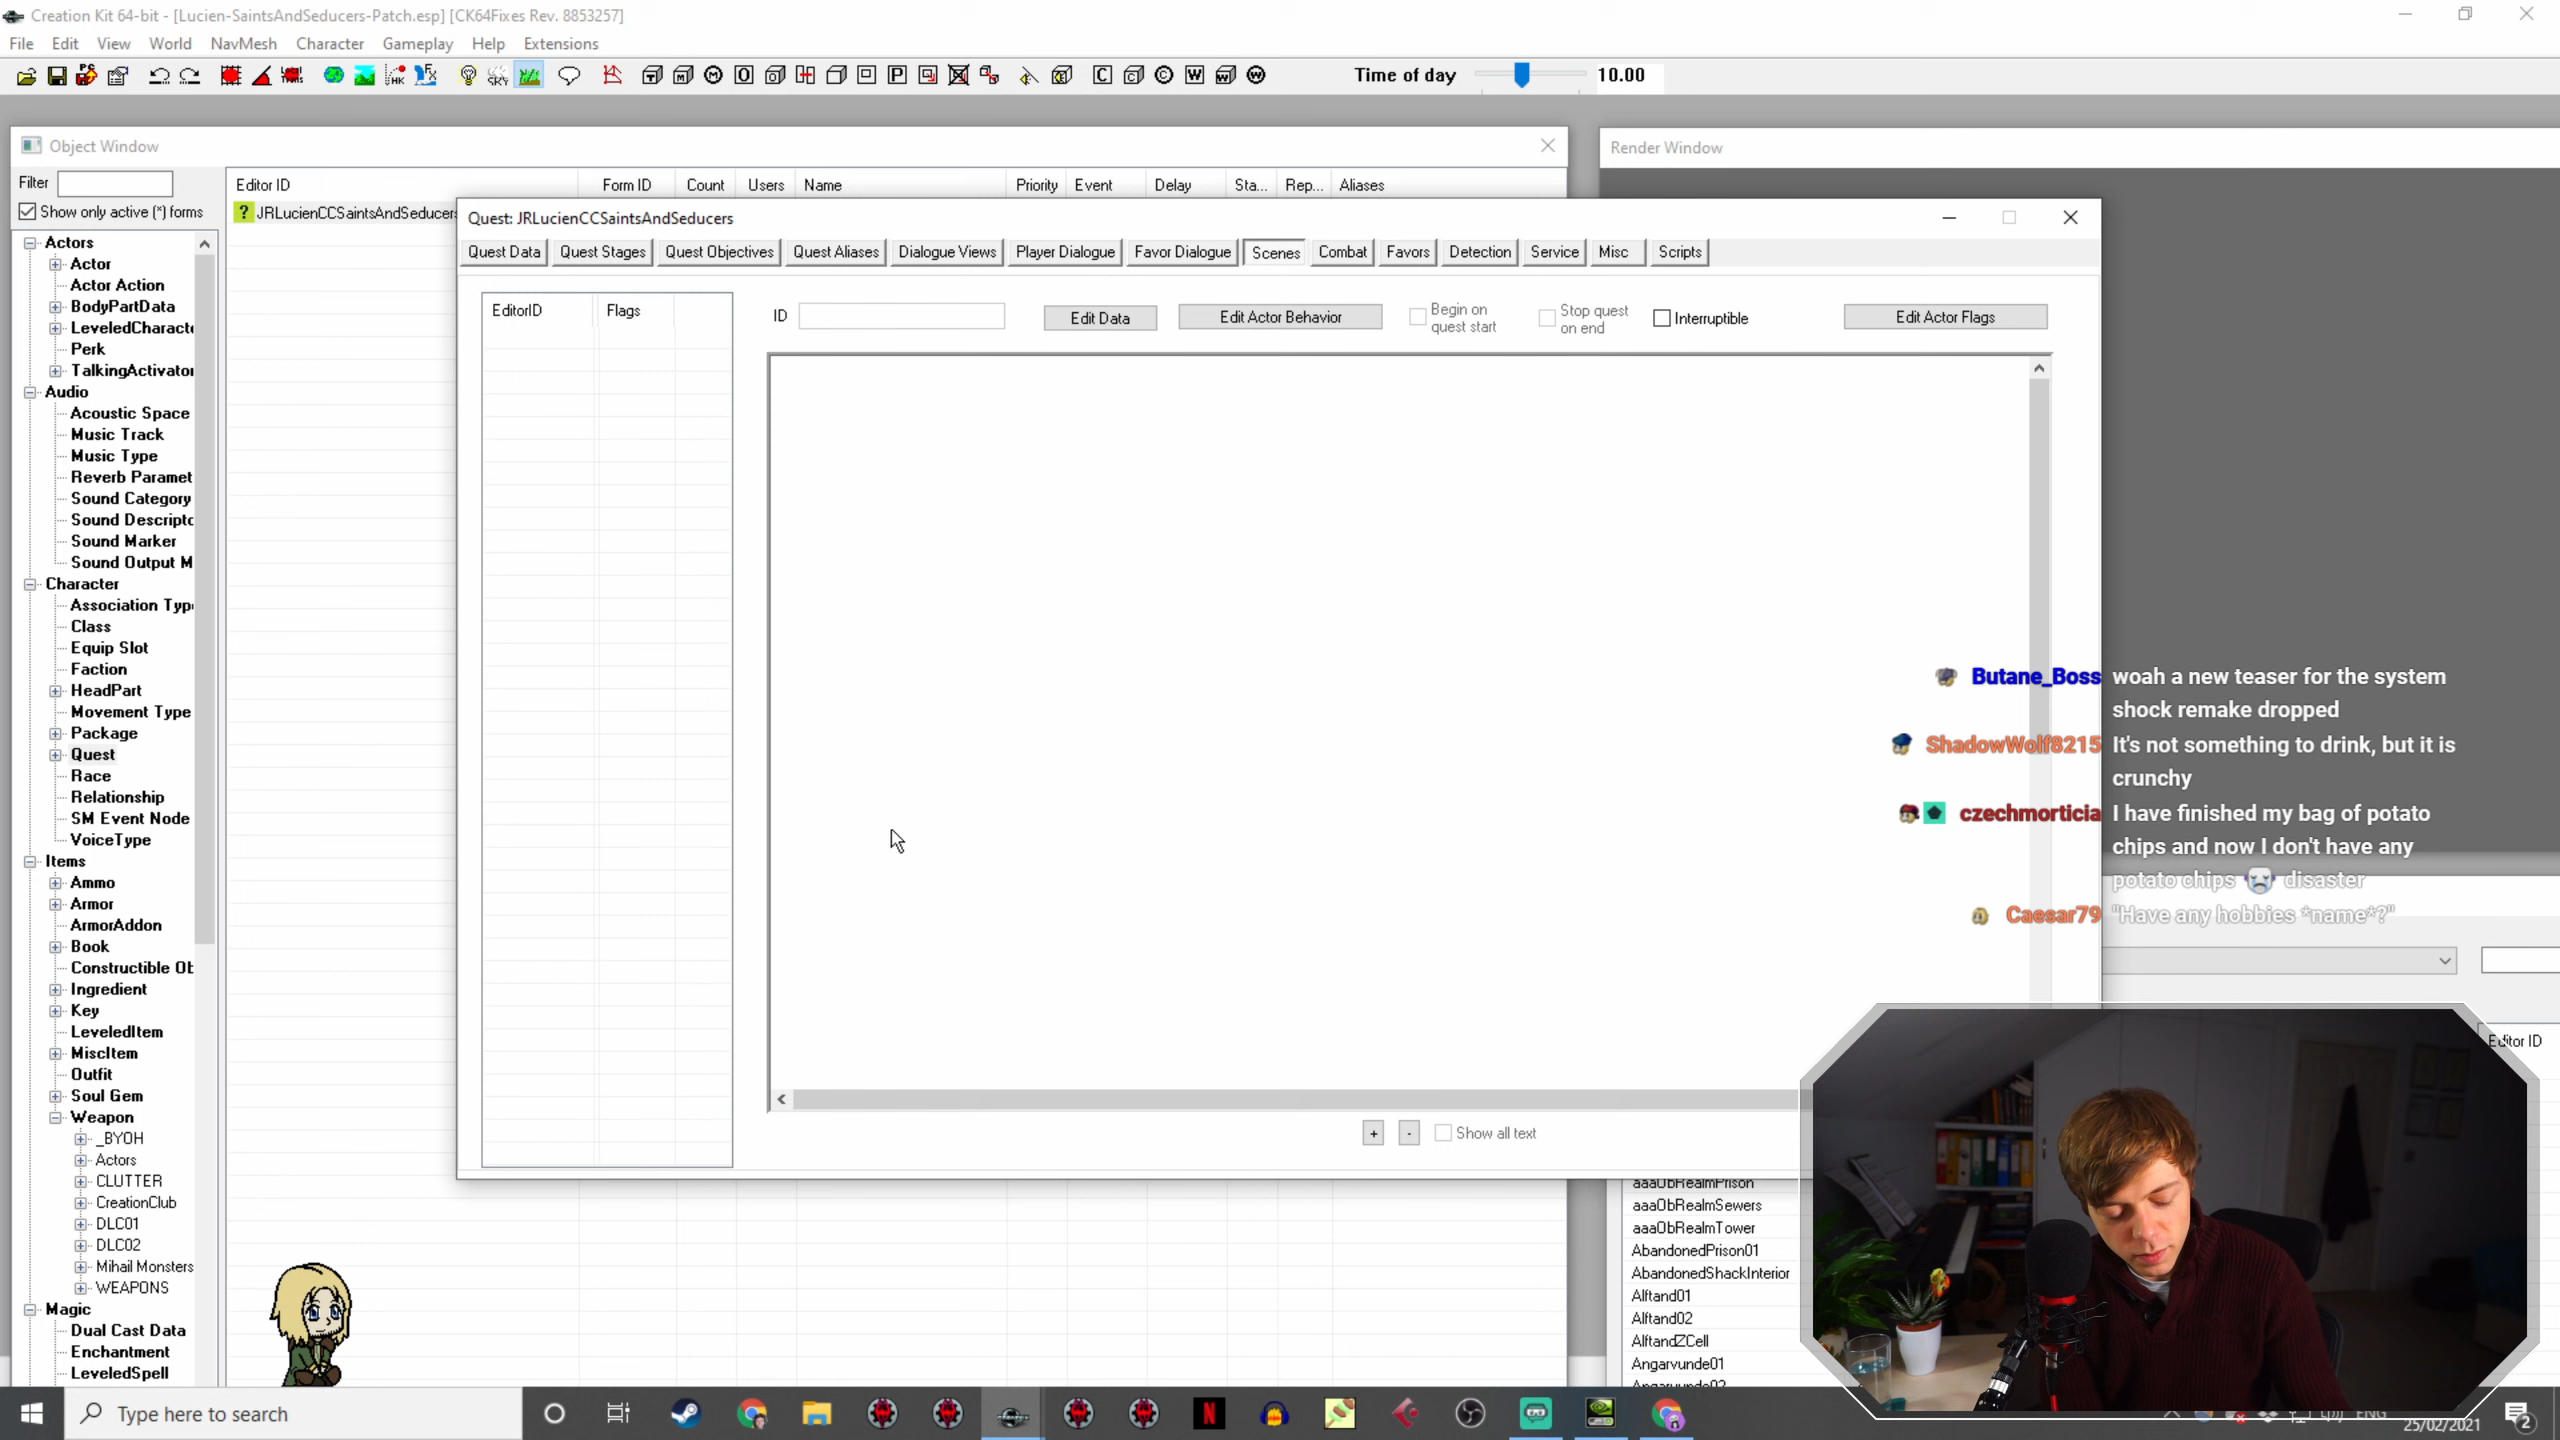 Creation Kit 64-bit - [Lucien-SaintsAndSeducers-Patch.esp] [CK64Fixes Rev. 8853257]
File Edit View World NavMesh Character Gameplay Help Extensions
Time of day 10.00
Object Window
Render Window
Filter
Show only active (*) forms
Editor ID Form ID Count Users Name Priority Event Delay Sta... Rep... Aliases
JRLucienCCSaintsAndSeducers
Quest: JRLucienCCSaintsAndSeducers
Quest Data Quest Stages Quest Objectives Quest Aliases Dialogue Views Player Dialogue Favor Dialogue Scenes Combat Favors Detection Service Misc Scripts
EditorID Flags
ID
Edit Data
Edit Actor Behavior
Begin on
quest start
Stop quest
on end
Interruptible
Edit Actor Flags
+ - Show all text
Actors
Actor
Actor Action
BodyPartData
LeveledCharact
Perk
TalkingActivator
Audio
Acoustic Space
Music Track
Music Type
Reverb Paramet
Sound Category
Sound Descripto
Sound Marker
Sound Output M
Character
Association Typ
Class
Equip Slot
Faction
HeadPart
Movement Type
Package
Quest
Race
Relationship
SM Event Node
VoiceType
Items
Ammo
Armor
ArmorAddon
Book
Constructible Ob
Ingredient
Key
LeveledItem
MiscItem
Outfit
Soul Gem
Weapon
_BYOH
Actors
CLUTTER
CreationClub
DLC01
DLC02
Mihail Monsters
WEAPONS
Magic
Dual Cast Data
Enchantment
LeveledSpell
Butane_Boss woah a new teaser for the system
shock remake dropped
ShadowWolf8215 It's not something to drink, but it is
crunchy
czechmorticia I have finished my bag of potato
chips and now I don't have any
potato chips disaster
Caesar79 "Have any hobbies *name*?"
Editor ID
aaaObRealmPrison
aaaObRealmSewers
aaaObRealmTower
AbandonedPrison01
AbandonedShackInterior
Alftand01
Alftand02
AlftandZCell
Angarvunde01
Angarvunde02
Type here to search
ENG
25/02/2021
2